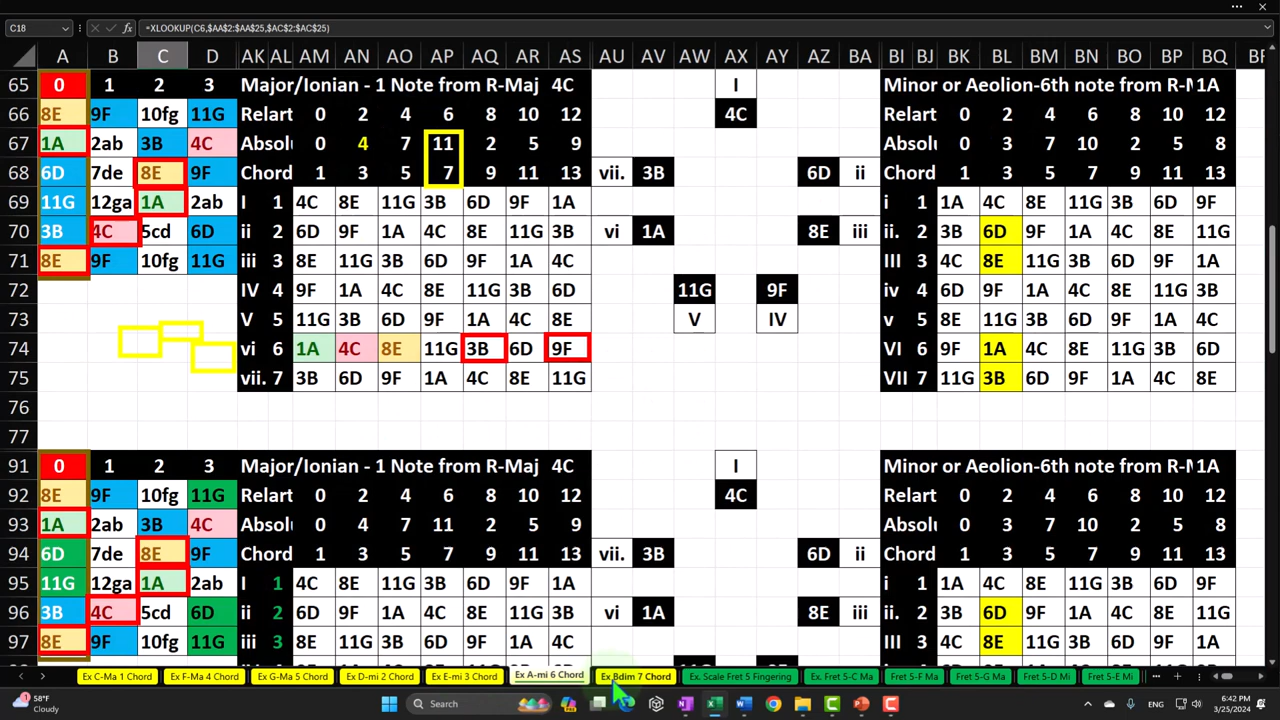 C18 fx =XLOOKUP(C6,$AA$2:$AA$25,$AC$2:$AC$25)
A B C D AK AL AM AN AO AP AQ AR AS AU AV AW AX AY AZ BA BI BJ BK BL BM BN BO BP BQ
65 0 1 2 3 Major/Ionian - 1 Note from R-Maj 4C I Minor or Aeolion-6th note from R-M 1A
66 8E 9F 10fg 11G Relart 0 2 4 6 8 10 12 4C Relart 0 2 4 6 8 10 12
67 1A 2ab 3B 4C Absolu 0 4 7 11 2 5 9 Absolu 0 3 7 10 2 5 8
68 6D 7de 8E 9F Chord 1 3 5 7 9 11 13 vii. 3B 6D ii Chord 1 3 5 7 9 11 13
69 11G 12ga 1A 2ab I 1 4C 8E 11G 3B 6D 9F 1A i 1 1A 4C 8E 11G 3B 6D 9F
70 3B 4C 5cd 6D ii 2 6D 9F 1A 4C 8E 11G 3B vi 1A 8E iii ii. 2 3B 6D 9F 1A 4C 8E 11G
71 8E 9F 10fg 11G iii 3 8E 11G 3B 6D 9F 1A 4C III 3 4C 8E 11G 3B 6D 9F 1A
72 IV 4 9F 1A 4C 8E 11G 3B 6D 11G 9F iv 4 6D 9F 1A 4C 8E 11G 3B
73 V 5 11G 3B 6D 9F 1A 4C 8E V IV v 5 8E 11G 3B 6D 9F 1A 4C
74 vi 6 1A 4C 8E 11G 3B 6D 9F VI 6 9F 1A 4C 8E 11G 3B 6D
75 vii. 7 3B 6D 9F 1A 4C 8E 11G VII 7 11G 3B 6D 9F 1A 4C 8E
76
77
91 0 1 2 3 Major/Ionian - 1 Note from R-Maj 4C I Minor or Aeolion-6th note from R-M 1A
92 8E 9F 10fg 11G Relart 0 2 4 6 8 10 12 4C Relart 0 2 4 6 8 10 12
93 1A 2ab 3B 4C Absolu 0 4 7 11 2 5 9 Absolu 0 3 7 10 2 5 8
94 6D 7de 8E 9F Chord 1 3 5 7 9 11 13 vii. 3B 6D ii Chord 1 3 5 7 9 11 13
95 11G 12ga 1A 2ab I 1 4C 8E 11G 3B 6D 9F 1A i 1 1A 4C 8E 11G 3B 6D 9F
96 3B 4C 5cd 6D ii 2 6D 9F 1A 4C 8E 11G 3B vi 1A 8E iii ii. 2 3B 6D 9F 1A 4C 8E 11G
97 8E 9F 10fg 11G iii 3 8E 11G 3B 6D 9F 1A 4C III 3 4C 8E 11G 3B 6D 9F 1A
Ex C-Ma 1 Chord Ex F-Ma 4 Chord Ex G-Ma 5 Chord Ex D-mi 2 Chord Ex E-mi 3 Chord Ex A-mi 6 Chord Ex Bdim 7 Chord Ex. Scale Fret 5 Fingering Ex. Fret 5-C Ma Fret 5-F Ma Fret 5-G Ma Fret 5-D Mi Fret 5-E Mi
58°F
Cloudy
Search
6:42 PM
3/25/2024